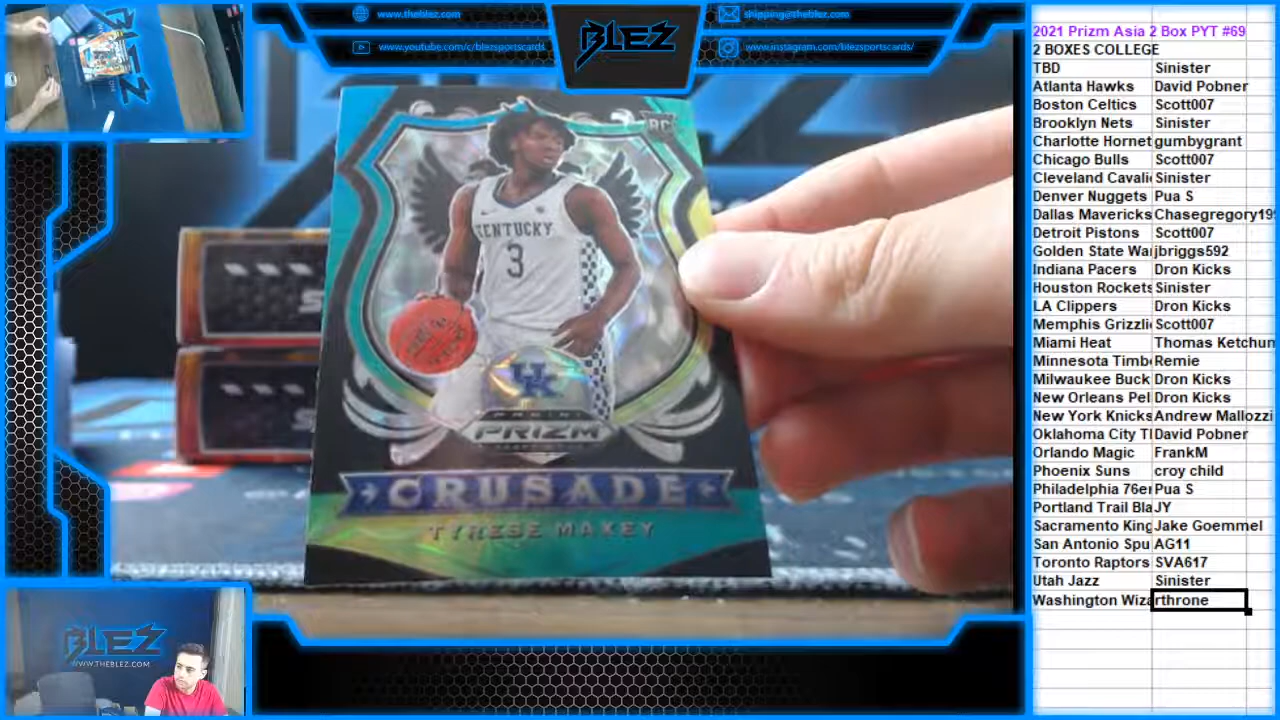 www.theblez.com
www.youtube.com/c/blezsportscards
BLEZ
shipping@theblez.com
www.instagram.com/blezsportscards/
2021 Prizm Asia 2 Box PYT #69
2 BOXES COLLEGE
TBD Sinister
Atlanta Hawks David Pobner
Boston Celtics Scott007
Brooklyn Nets Sinister
Charlotte Hornet gumbygrant
Chicago Bulls Scott007
Cleveland Cavali Sinister
Denver Nuggets Pua S
Dallas Mavericks Chasegregory19
Detroit Pistons Scott007
Golden State Wa jbriggs592
Indiana Pacers Dron Kicks
Houston Rockets Sinister
LA Clippers Dron Kicks
Memphis Grizzli Scott007
Miami Heat Thomas Ketchun
Minnesota Timb Remie
Milwaukee Buck Dron Kicks
New Orleans Pel Dron Kicks
New York Knicks Andrew Mallozzi
Oklahoma City T David Pobner
Orlando Magic FrankM
Phoenix Suns croy child
Philadelphia 76e Pua S
Portland Trail Bla JY
Sacramento King Jake Goemmel
San Antonio Spu AG11
Toronto Raptors SVA617
Utah Jazz Sinister
Washington Wiza rthrone
RC
KENTUCKY
3
UK
PANINI
PRIZM
CRUSADE
TYRESE MAXEY
BLEZ
WWW.THEBLEZ.COM